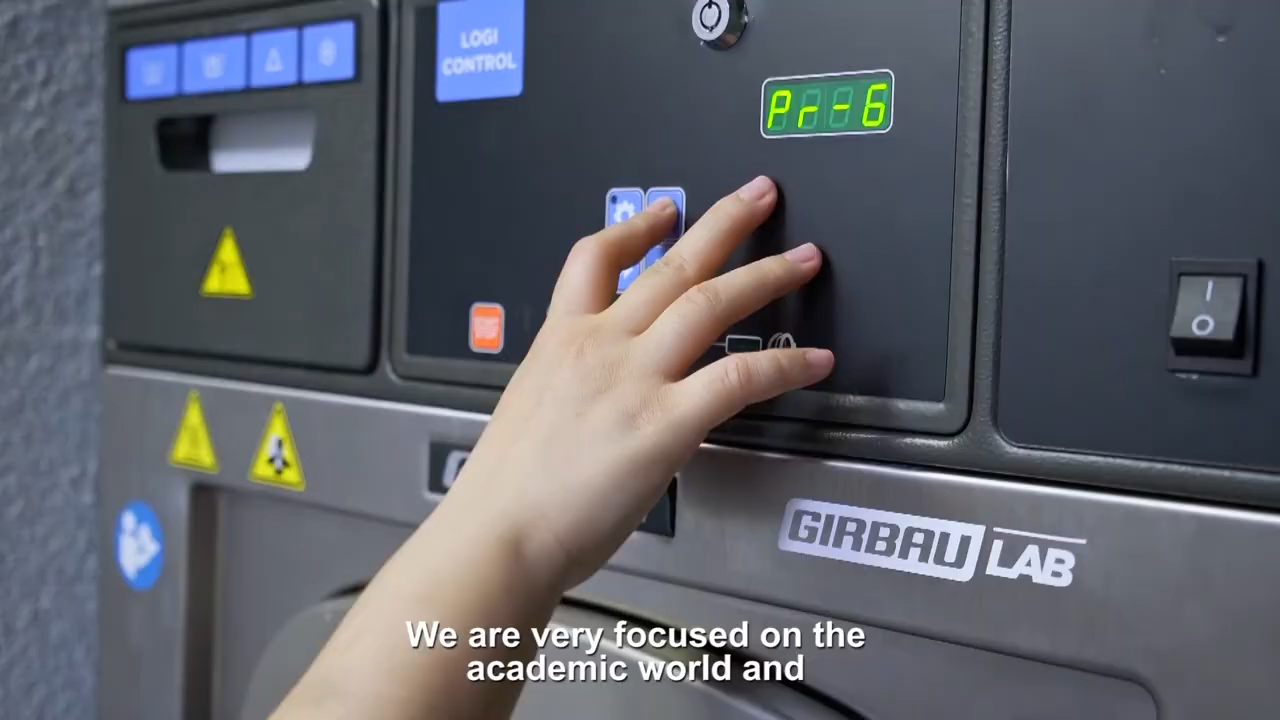 LOGI
CONTROL
Pr-6
I
O
GIRBAU LAB
We are very focused on the
academic world and